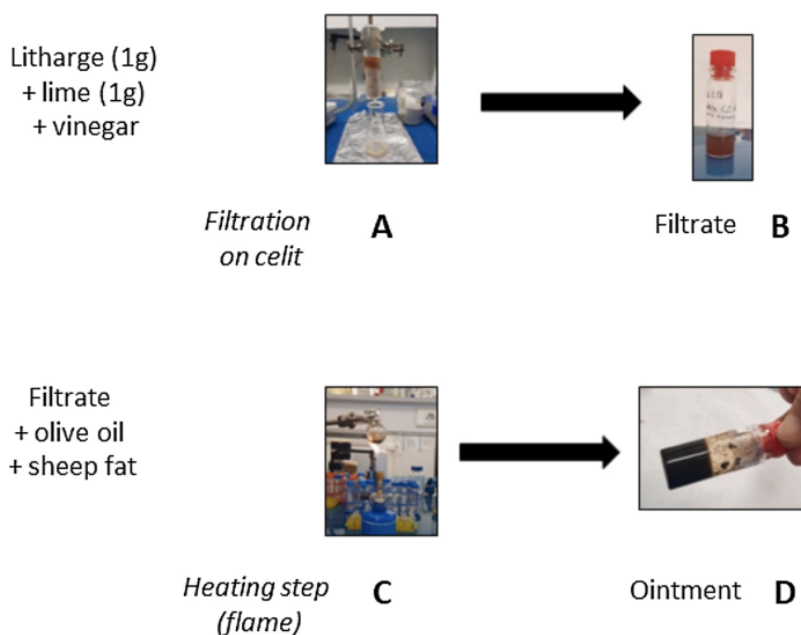 Litharge (1g)
+ lime (1g)
+ vinegar
Filtration
on celit
A
Filtrate
B
Filtrate
+ olive oil
+ sheep fat
Heating step
(flame)
C
Ointment
D